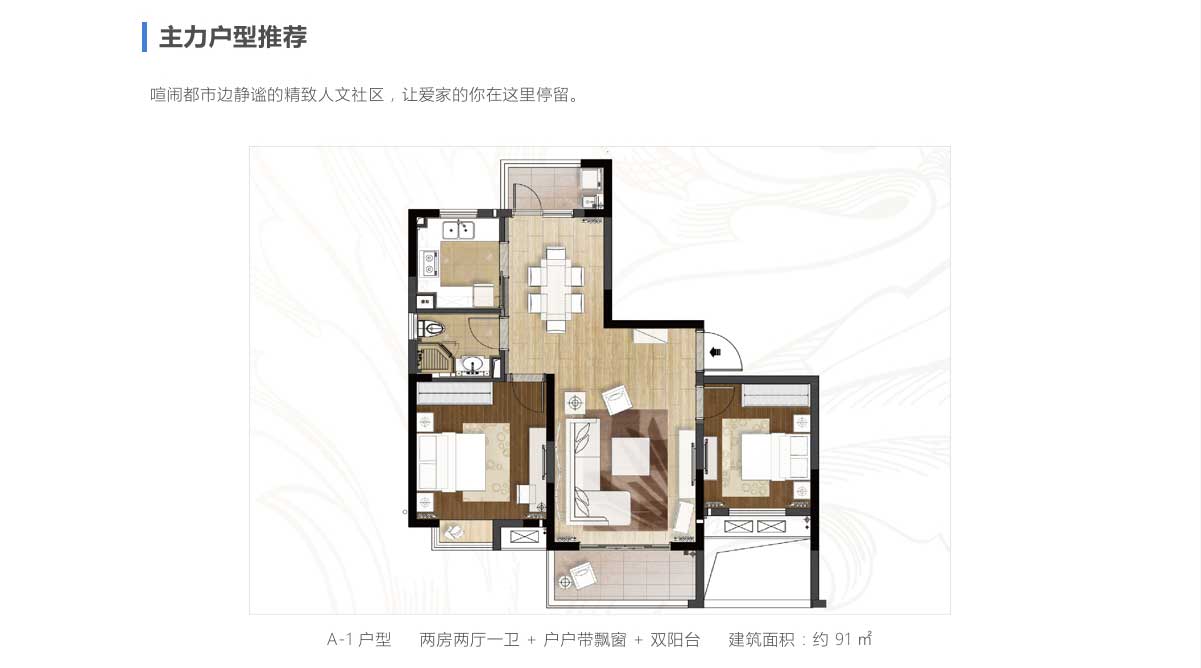 主力户型推荐
喧闹都市边静谧的精致人文社区，让爱家的你在这里停留。
A-1 户型 两房两厅一卫 + 户户带飘窗 + 双阳台 建筑面积：约 91 ㎡